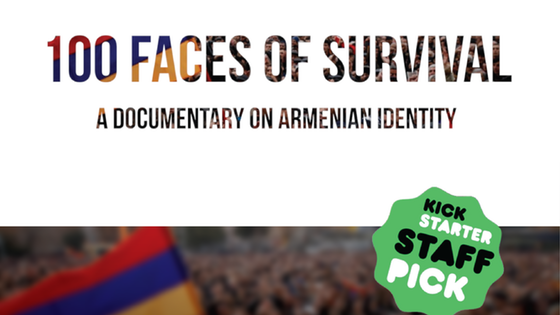 100 FACES OF SURVIVAL
A DOCUMENTARY ON ARMENIAN IDENTITY
KICK
STARTER
STAFF
PICK